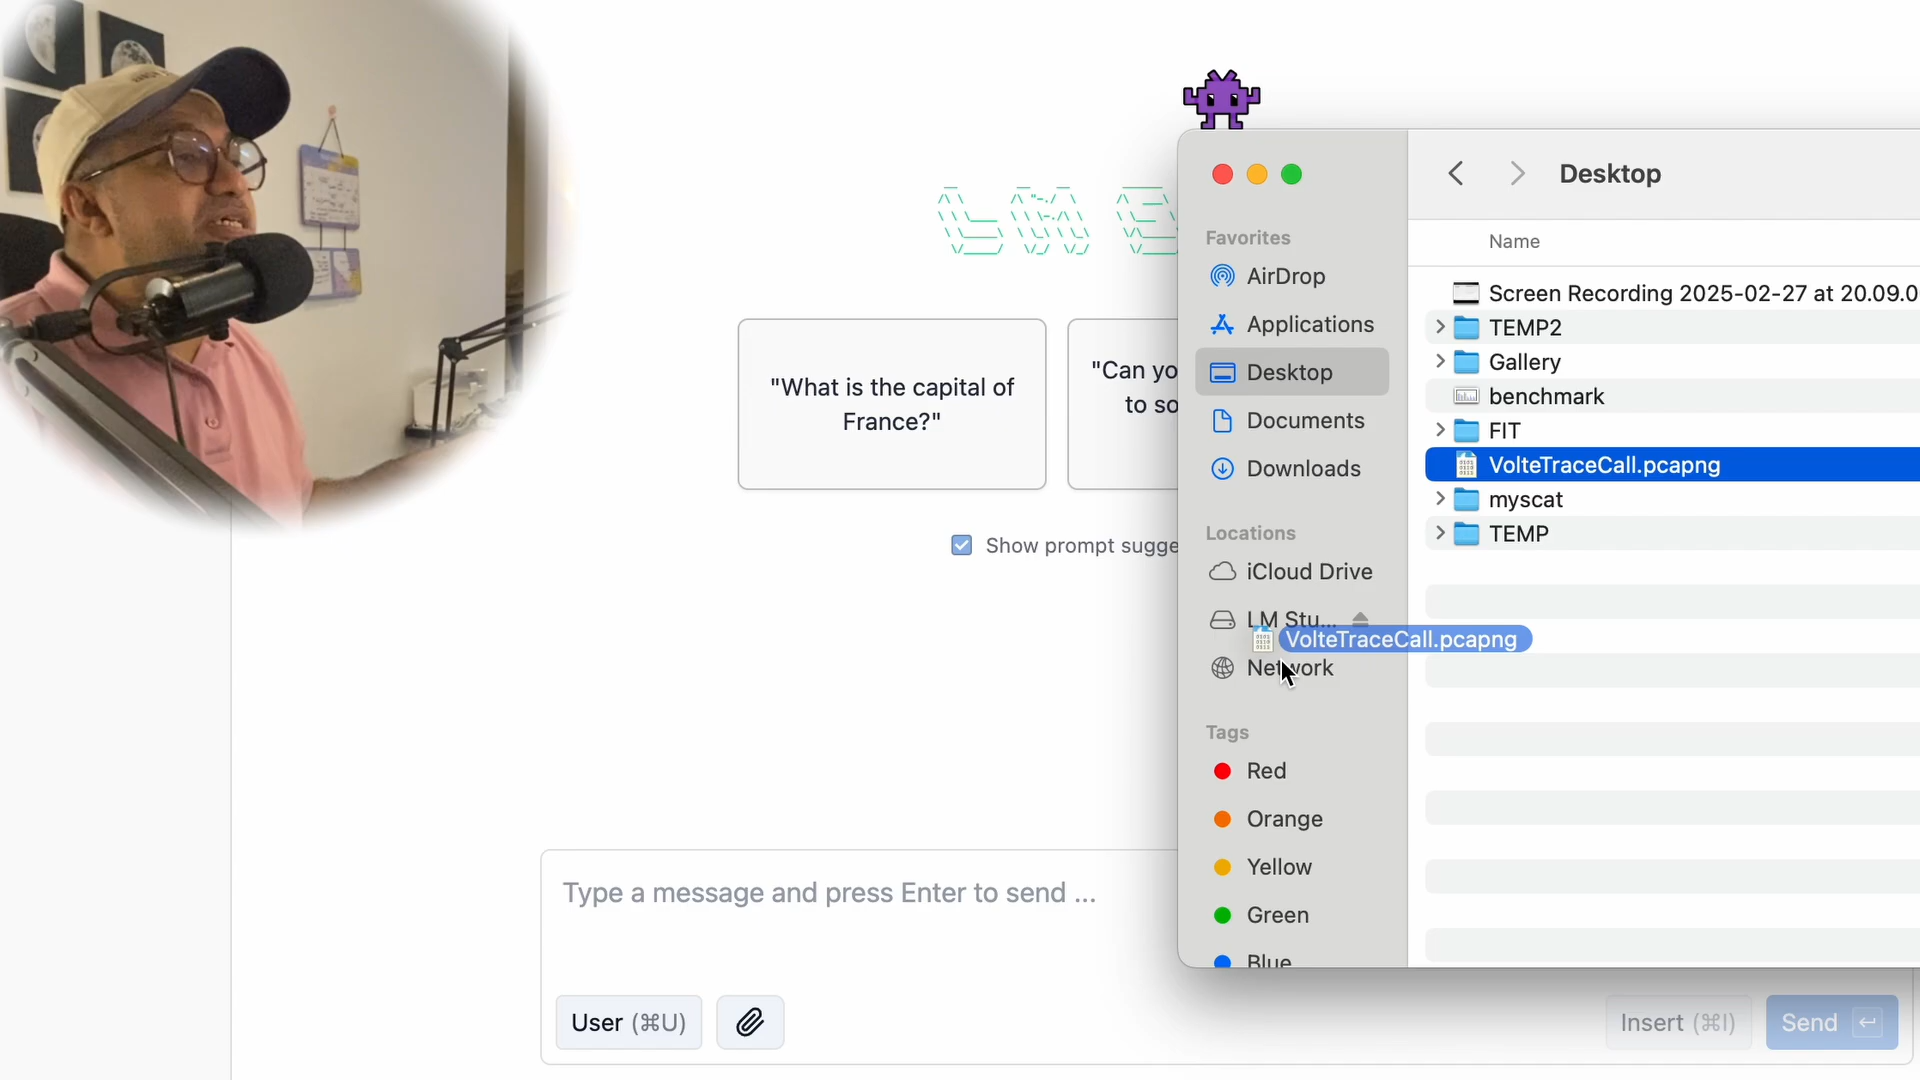 "What is the capital of
France?"
"Can yo
to so
Show prompt sugge
Type a message and press Enter to send ...
User (⌘U)
Insert (⌘I)
Send
Desktop
Name
Favorites
AirDrop
Applications
Desktop
Documents
Downloads
Locations
iCloud Drive
LM Stu...
Network
Tags
Red
Orange
Yellow
Green
Blue
Screen Recording 2025-02-27 at 20.09.0
TEMP2
Gallery
benchmark
FIT
VolteTraceCall.pcapng
myscat
TEMP
VolteTraceCall.pcapng